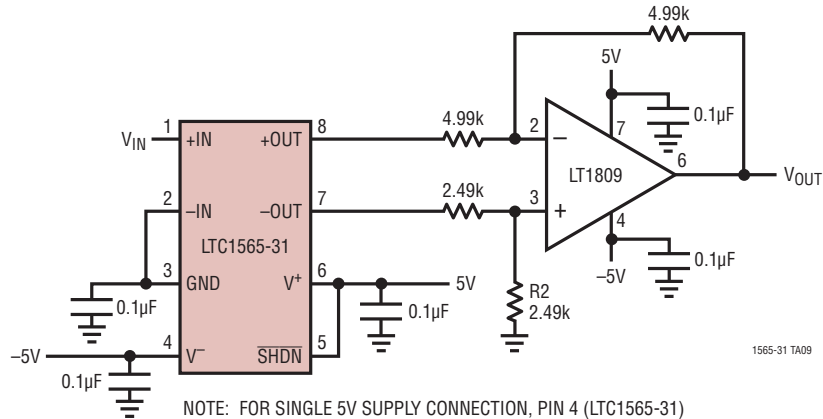 4.99k
5V
0.1µF
7
1
VIN
+IN
+OUT
8
4.99k
2
–
6
VOUT
LT1809
2
–IN
–OUT
7
2.49k
3
+
4
–5V
0.1µF
LTC1565-31
3
GND
V+
6
5V
0.1µF
0.1µF
R2
2.49k
–5V
4
V–
SHDN
5
0.1µF
1565-31 TA09
NOTE: FOR SINGLE 5V SUPPLY CONNECTION, PIN 4 (LTC1565-31)